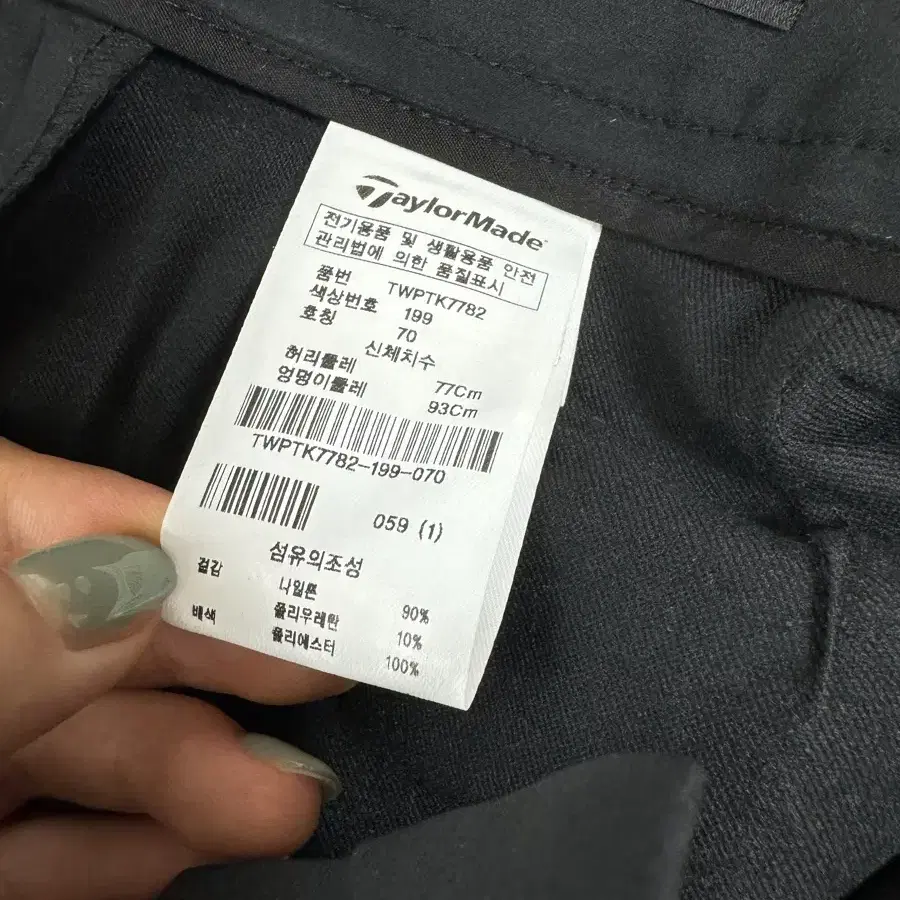 TaylorMade
전기용품 및 생활용품 안전
관리법에 의한 품질표시
품번 TWPTK7782
색상번호 199
호칭 70
신체치수
허리둘레 77Cm
엉덩이둘레 93Cm
TWPTK7782-199-070
059 (1)
섬유의조성
겉감 나일론 90%
폴리우레탄 10%
배색 폴리에스터 100%